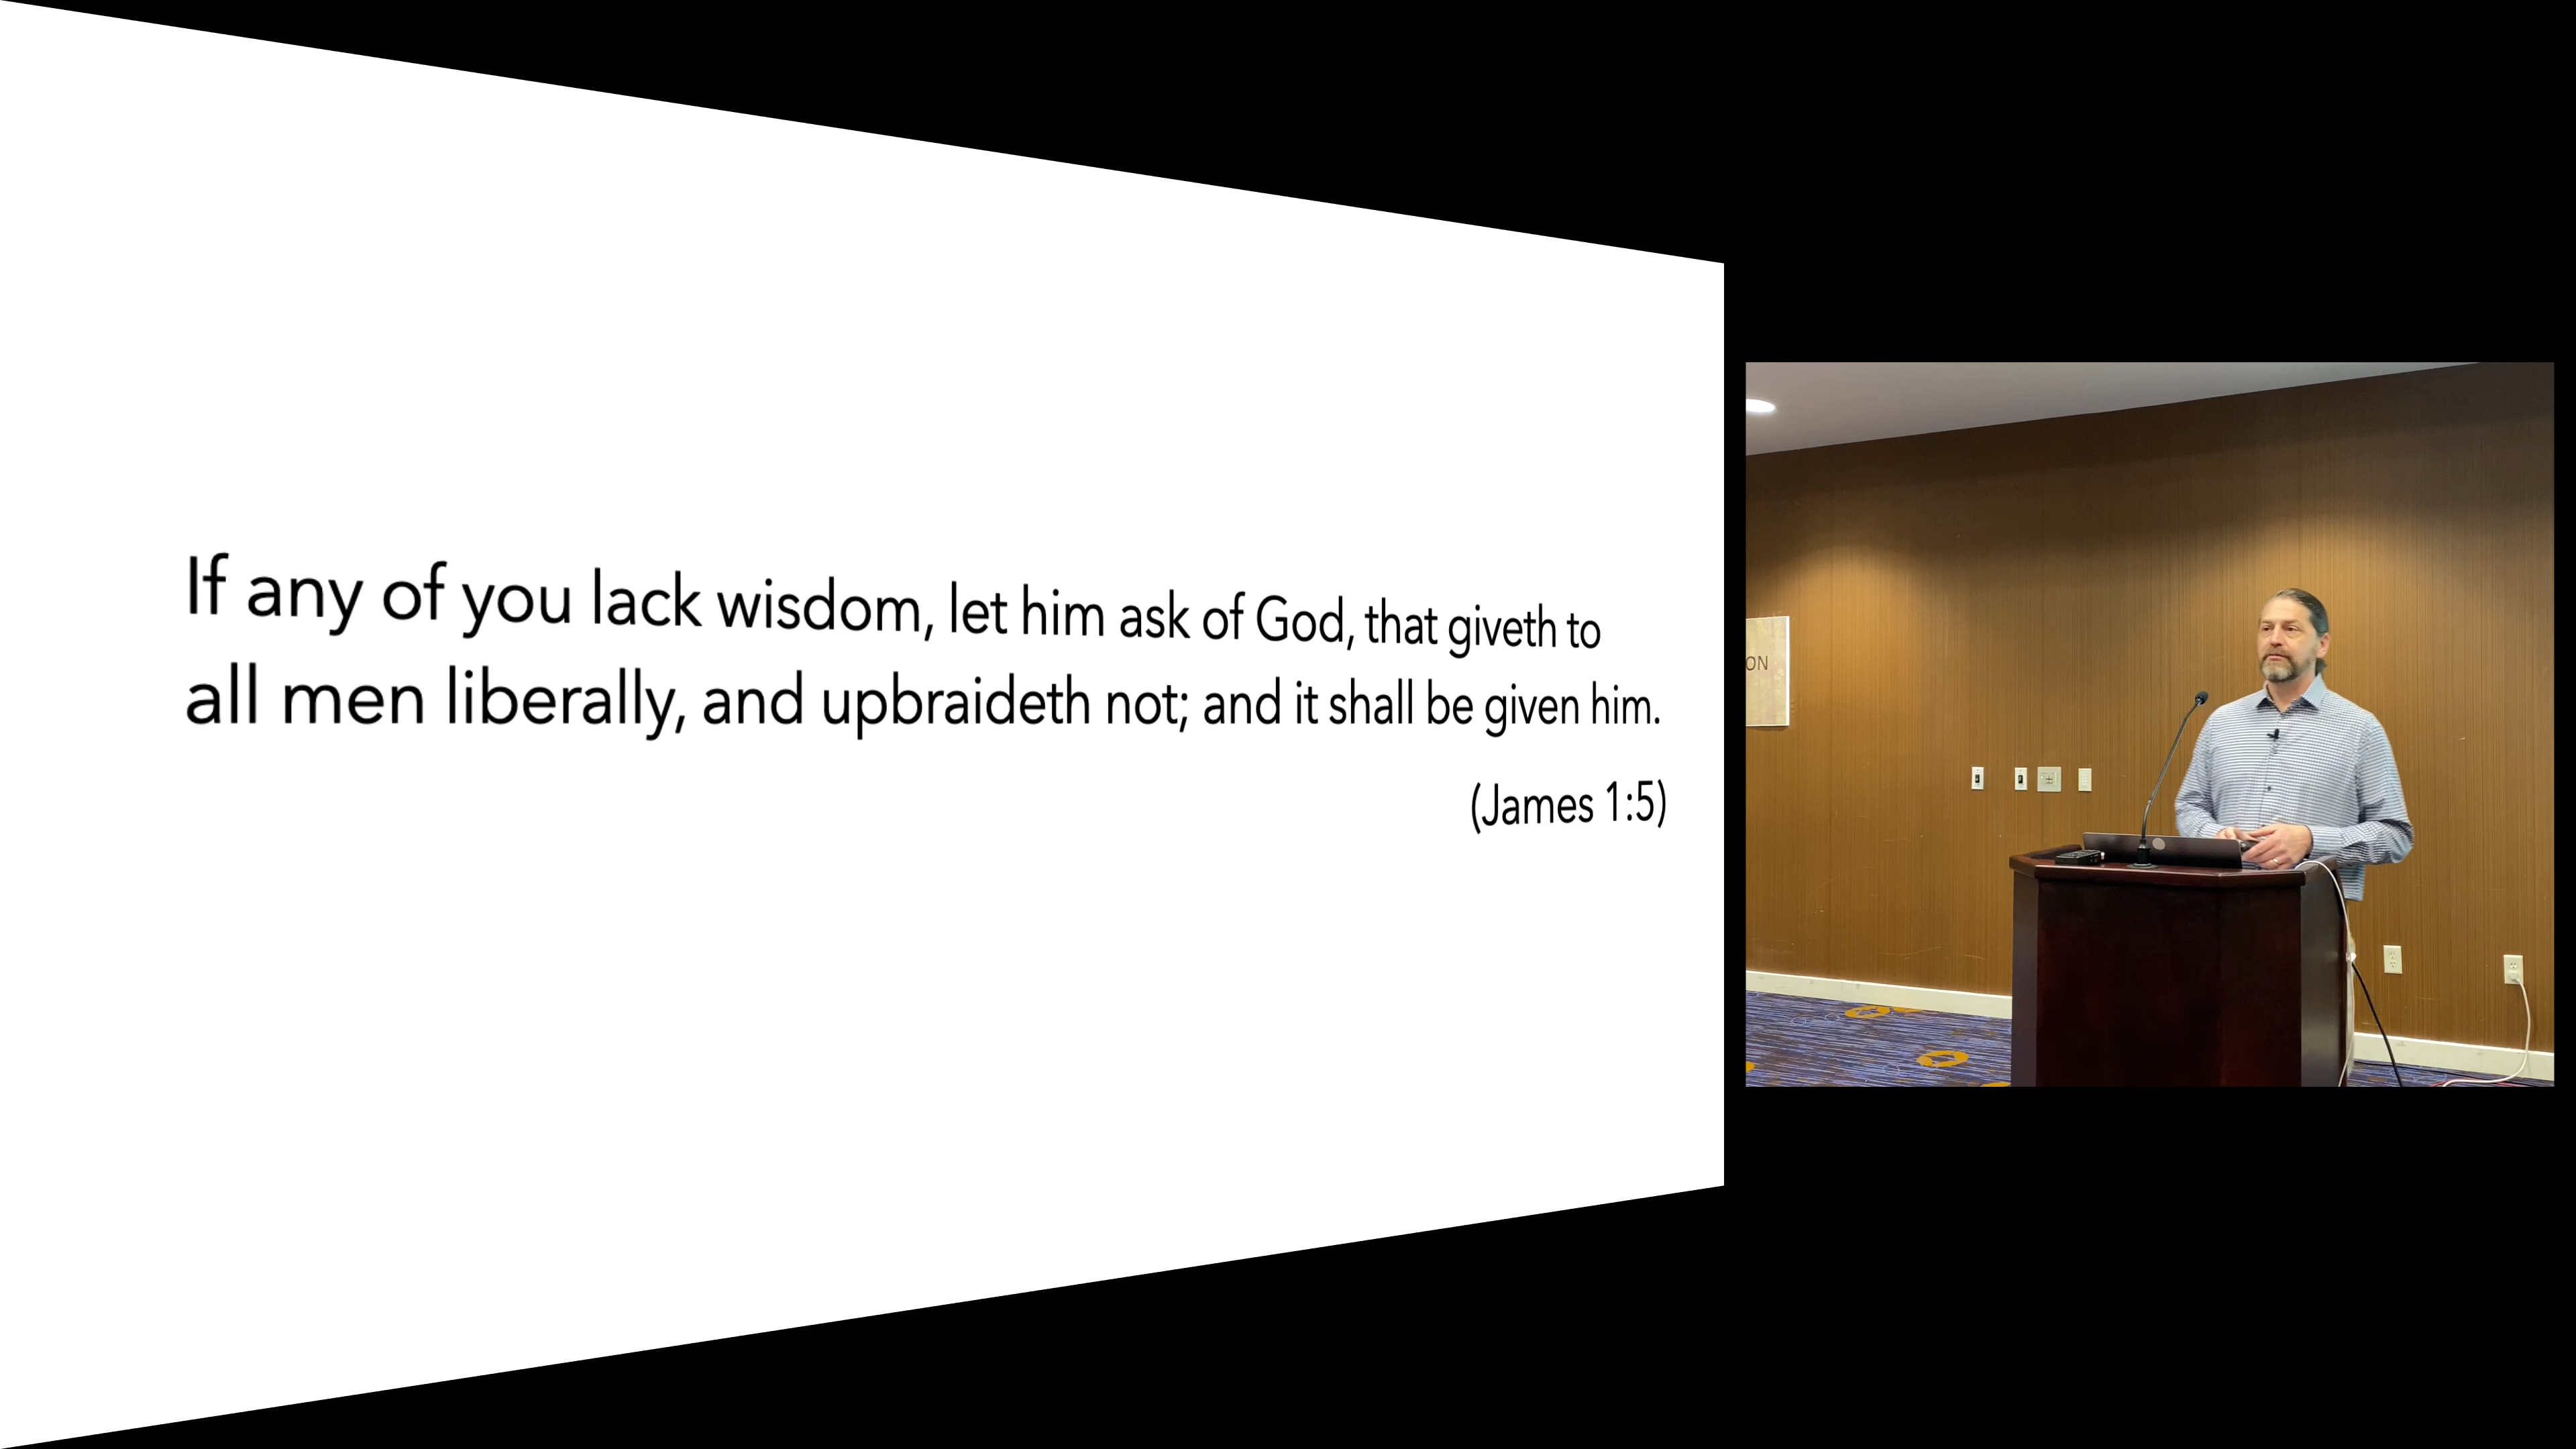 If any of you lack wisdom, let him ask of God, that giveth to
all men liberally, and upbraideth not; and it shall be given him.
(James 1:5)
ON